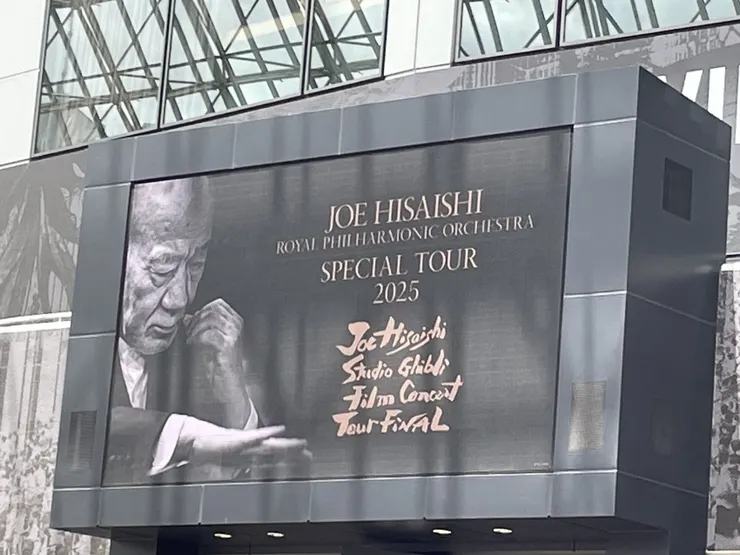 JOE HISAISHI
ROYAL PHILHARMONIC ORCHESTRA
SPECIAL TOUR
2025
Joe Hisaishi
Studio Ghibli
Film Concert
Tour FINAL